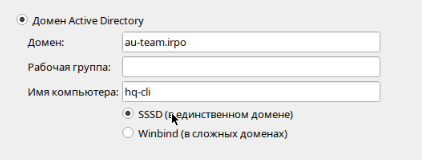 Домен Active Directory
Домен: au-team.irpo
Рабочая группа:
Имя компьютера: hq-cli
SSSD (в единственном домене)
Winbind (в сложных доменах)